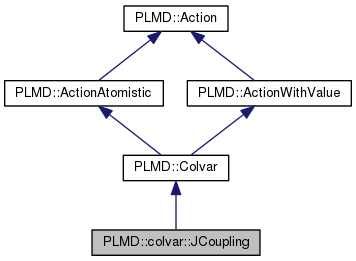 PLMD::Action
PLMD::ActionAtomistic
PLMD::ActionWithValue
PLMD::Colvar
PLMD::colvar::JCoupling